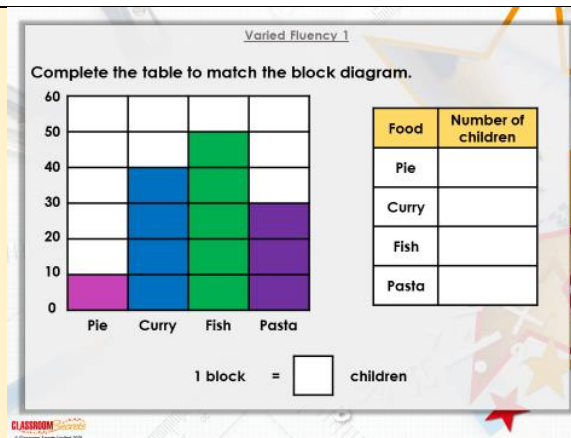 Varied Fluency 1
Complete the table to match the block diagram.
60
50
40
30
20
10
0
Pie Curry Fish Pasta
Food Number of children
Pie
Curry
Fish
Pasta
1 block = children
CLASSROOM Secrets